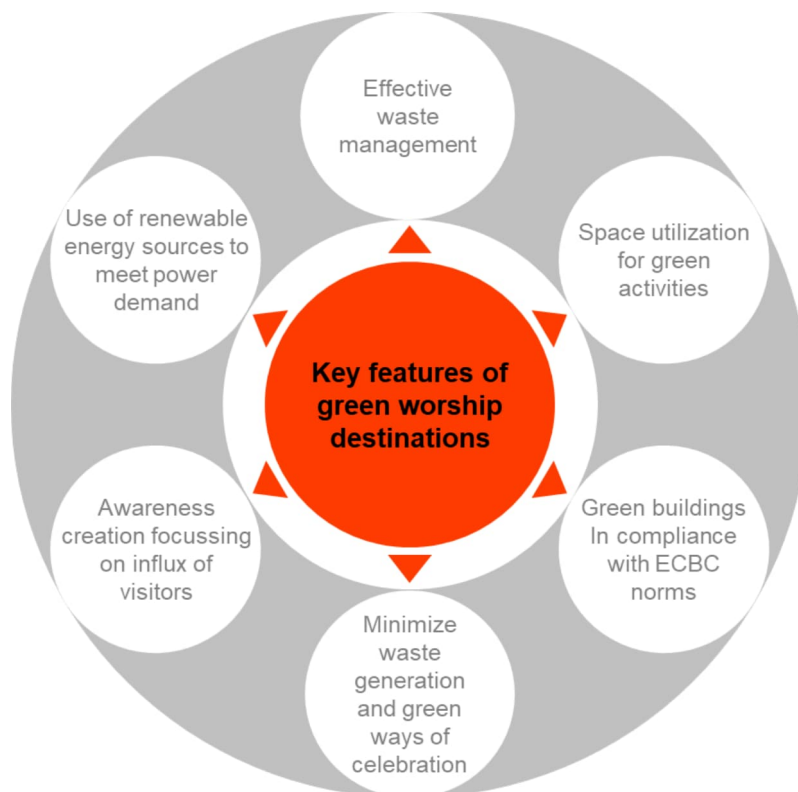 Effective
waste
management
Space utilization
for green
activities
Green buildings
In compliance
with ECBC
norms
Minimize
waste
generation
and green
ways of
celebration
Awareness
creation focussing
on influx of
visitors
Use of renewable
energy sources to
meet power
demand
Key features of
green worship
destinations